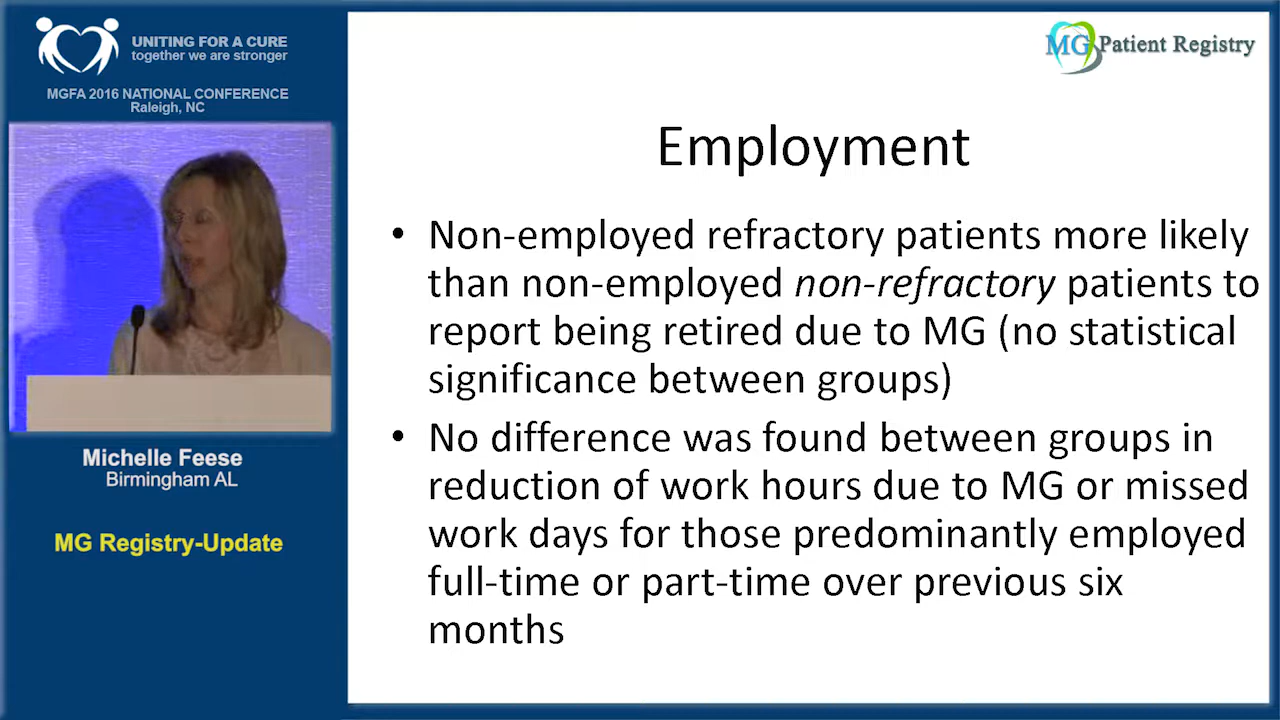 UNITING FOR A CURE
together we are stronger
MGFA 2016 NATIONAL CONFERENCE
Raleigh, NC
Michelle Feese
Birmingham AL
MG Registry-Update
MG Patient Registry
Employment
• Non-employed refractory patients more likely
than non-employed non-refractory patients to
report being retired due to MG (no statistical
significance between groups)
• No difference was found between groups in
reduction of work hours due to MG or missed
work days for those predominantly employed
full-time or part-time over previous six
months